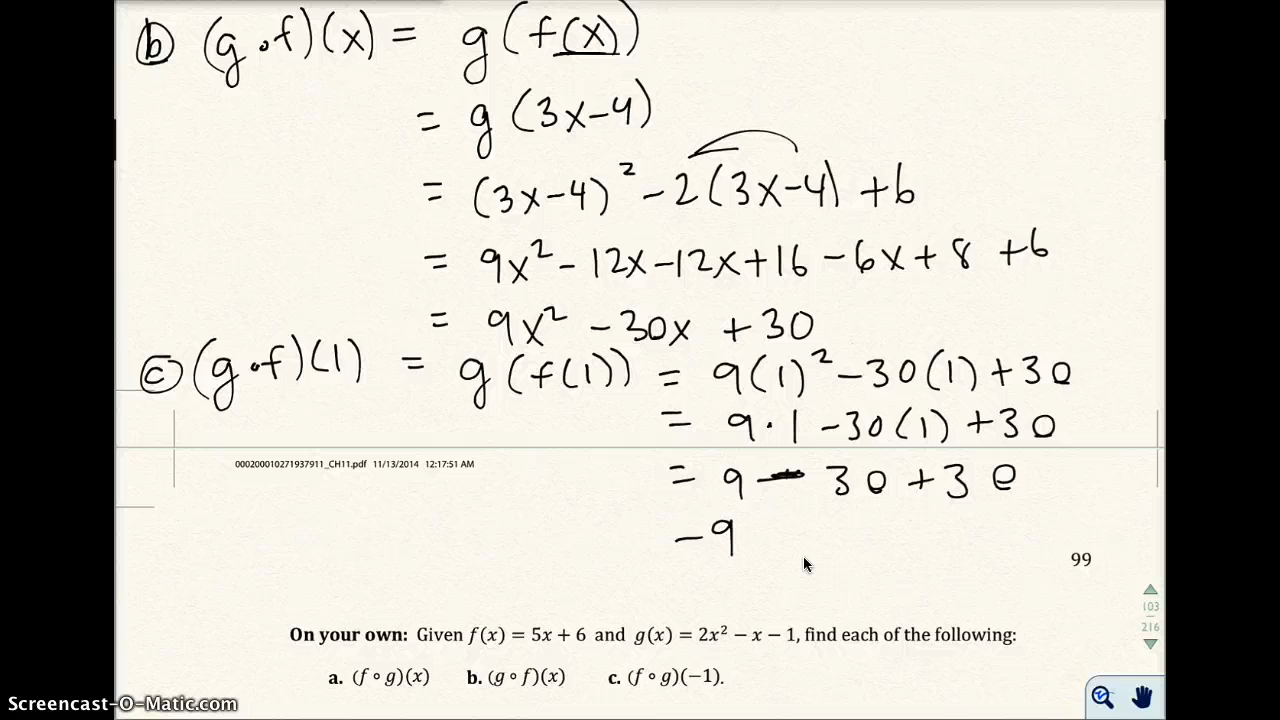 b (g∘f)(x) = g(f(x))
= g(3x-4)
= (3x-4)² -2(3x-4) +6
= 9x² - 12x -12x +16 - 6x + 8 +6
= 9x² - 30x + 30
c (g∘f)(1) = g(f(1)) = 9(1)² - 30(1) + 30
= 9·1 - 30(1) + 30
000200010271937911_CH11.pdf 11/13/2014 12:17:51 AM
= 9 - 30 + 30
-9
99
103
216
On your own: Given f(x) = 5x + 6 and g(x) = 2x² − x − 1, find each of the following:
a. (f ∘ g)(x) b. (g ∘ f)(x) c. (f ∘ g)(−1).
Screencast-O-Matic.com